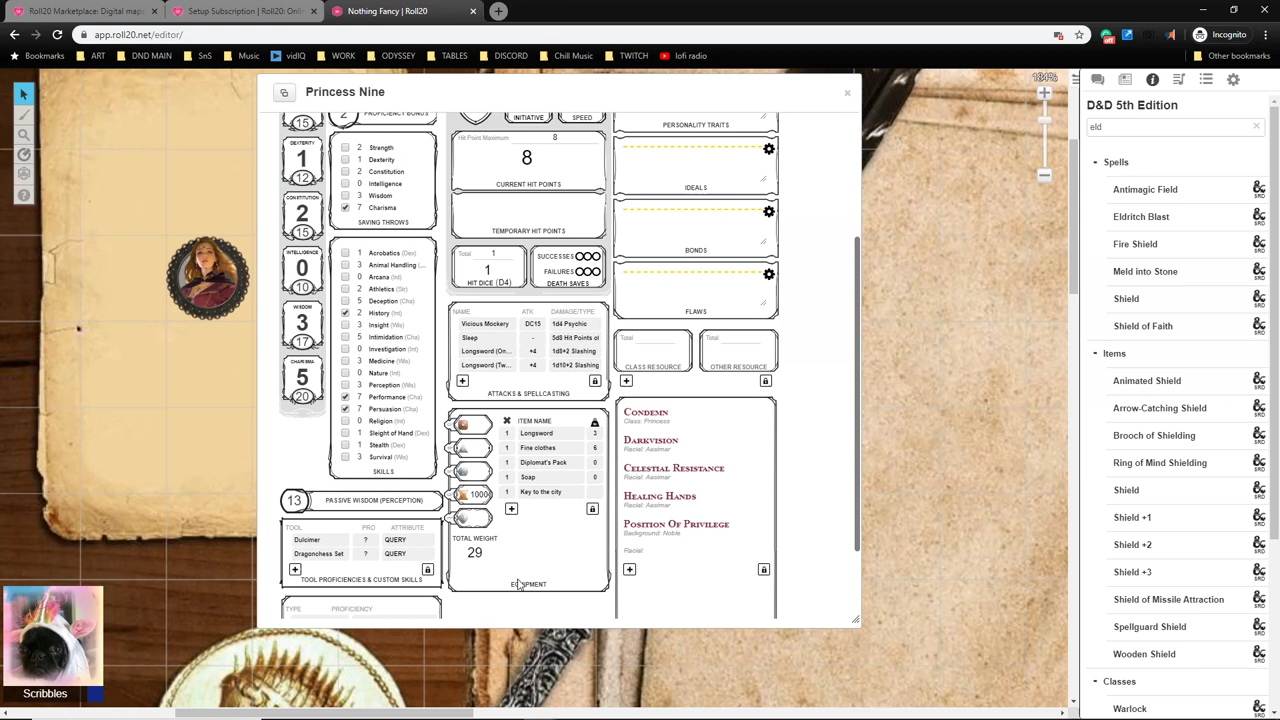 Roll20 Digital maps |
Setup Subscription | Roll20: Onl
Nothing is foggy | Roll20
app.roll20.net/editor/
Incognito
Bookmarks
ART
DND MAIN
SnS
Music
vidIQ
WORK
ODYSSEY
TABLES
DISCORD
Chill Music
TWITCH
lofi radio
Other bookmarks
Princess Nine
184%
15
DEXTERITY
1
12
CONSTITUTION
2
15
INTELLIGENCE
0
10
WISDOM
3
17
CHARISMA
5
20
2
PROFICIENCY BONUS
2 Strength
1 Dexterity
2 Constitution
0 Intelligence
3 Wisdom
7 Charisma
SAVING THROWS
1 Acrobatics (Dex)
3 Animal Handling (...
0 Arcana (Int)
2 Athletics (Str)
5 Deception (Cha)
2 History (Int)
3 Insight (Wis)
5 Intimidation (Cha)
0 Investigation (Int)
3 Medicine (Wis)
0 Nature (Int)
3 Perception (Wis)
7 Performance (Cha)
7 Persuasion (Cha)
0 Religion (Int)
1 Sleight of Hand (Dex)
1 Stealth (Dex)
3 Survival (Wis)
SKILLS
13 PASSIVE WISDOM (PERCEPTION)
TOOL PRO ATTRIBUTE
Dulcimer ? QUERY
Dragonchess Set ? QUERY
TOOL PROFICIENCIES & CUSTOM SKILLS
TYPE PROFICIENCY
INITIATIVE
SPEED
Hit Point Maximum 8
8
CURRENT HIT POINTS
TEMPORARY HIT POINTS
Total 1
1
HIT DICE (D4)
SUCCESSES
FAILURES
DEATH SAVES
NAME ATK DAMAGE/TYPE
Vicious Mockery DC15 1d4 Psychic
Sleep - 5d8 Hit Points of
Longsword (On... +4 1d8+2 Slashing
Longsword (Tw... +4 1d10+2 Slashing
ATTACKS & SPELLCASTING
ITEM NAME
1 Longsword 3
1 Fine clothes 6
1 Diplomat's Pack 0
1 Soap 0
1 Key to the city
TOTAL WEIGHT
29
EQUIPMENT
PERSONALITY TRAITS
IDEALS
BONDS
FLAWS
Total
CLASS RESOURCE
Total
OTHER RESOURCE
CONDEMN
Class: Princess
DARKVISION
Racial: Aasimar
CELESTIAL RESISTANCE
Racial: Aasimar
HEALING HANDS
Racial: Aasimar
POSITION OF PRIVILEGE
Background: Noble
Racial:
D&D 5th Edition
eld
Spells
Antimagic Field
Eldritch Blast
Fire Shield
Meld into Stone
Shield
Shield of Faith
Items
Animated Shield
Arrow-Catching Shield
Brooch of Shielding
Ring of Mind Shielding
Shield
Shield +1
Shield +2
Shield +3
Shield of Missile Attraction
Spellguard Shield
Wooden Shield
Classes
Warlock
Scribbles